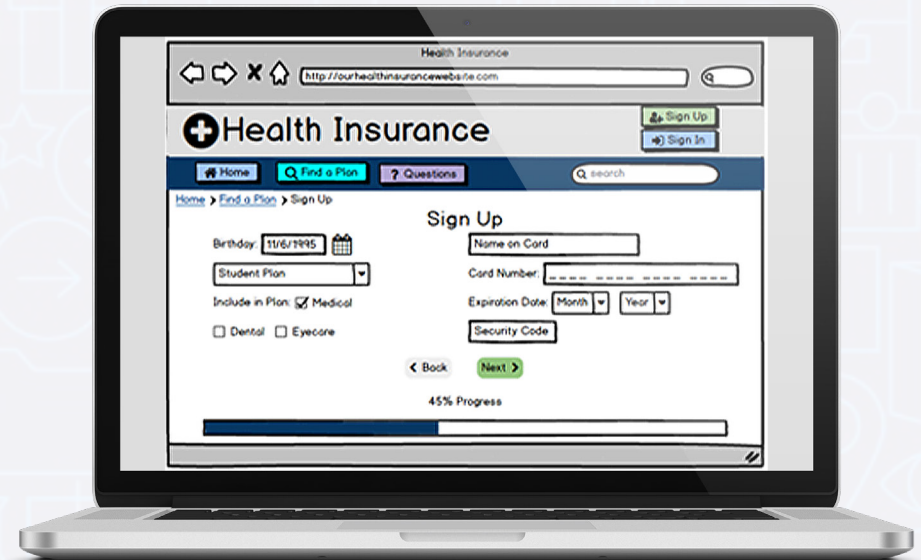 Health Insurance
http://ourhealthinsurancewebsite.com
Health Insurance
Sign Up
Sign In
Home
Find a Plan
? Questions
search
Home > Find a Plan > Sign Up
Sign Up
Birthday: 11/6/1995
Student Plan
Include in Plan: Medical
Dental Eyecare
Name on Card
Card Number: ____ ____ ____ ____
Expiration Date: Month Year
Security Code
< Back
Next >
45% Progress